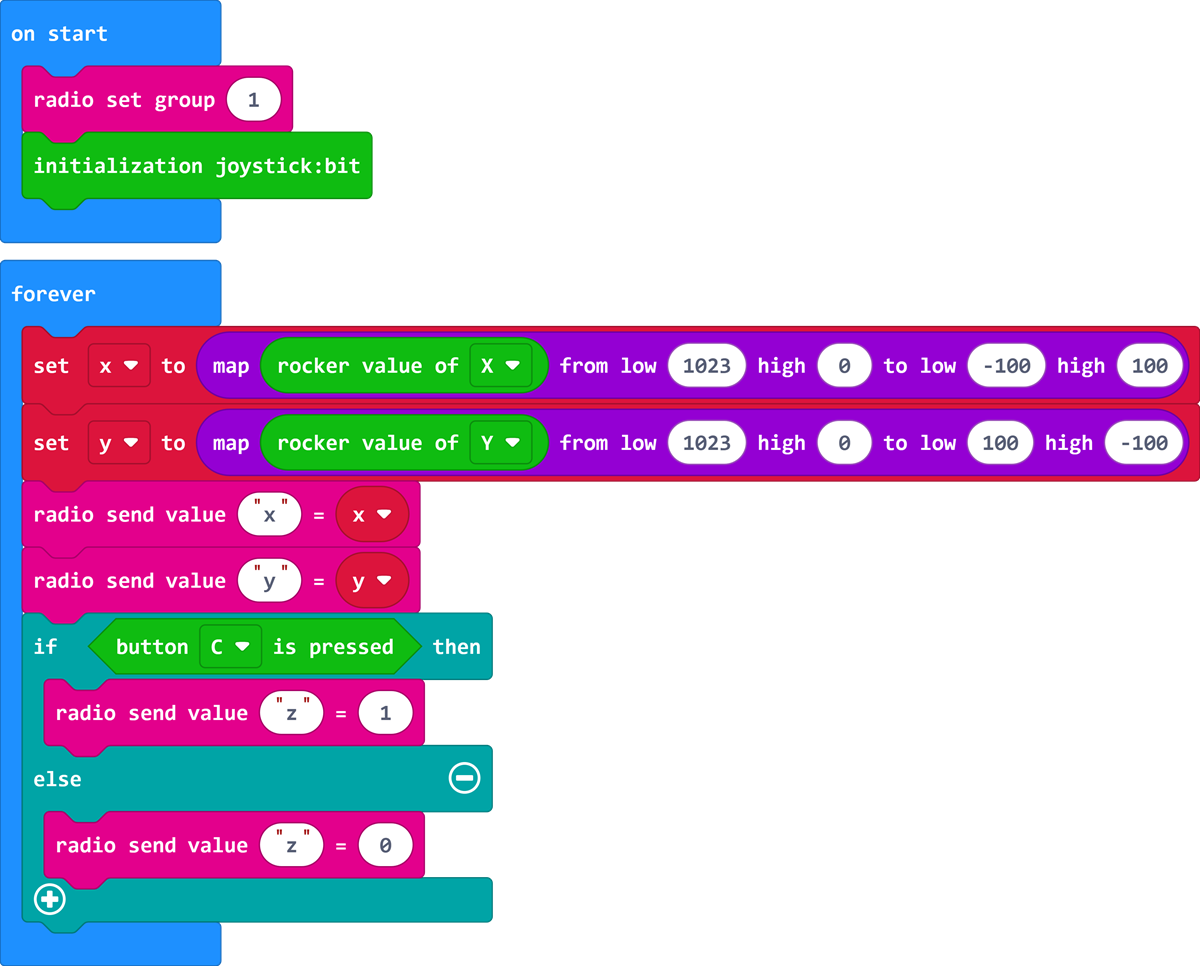 on start
radio set group 1
initialization joystick:bit
forever
set x to map rocker value of X from low 1023 high 0 to low -100 high 100
set y to map rocker value of Y from low 1023 high 0 to low 100 high -100
radio send value "x" = x
radio send value "y" = y
if button C is pressed then
radio send value "z" = 1
else
radio send value "z" = 0